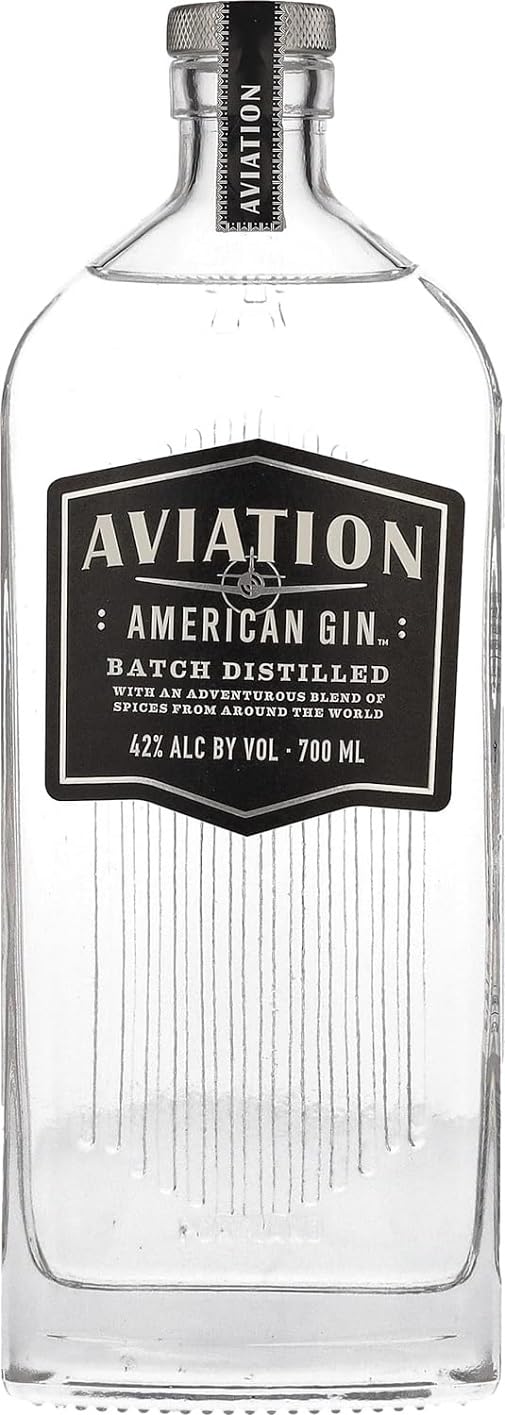 AVIATION
AVIATION
: AMERICAN GIN™ :
BATCH DISTILLED
WITH AN ADVENTUROUS BLEND OF
SPICES FROM AROUND THE WORLD
42% ALC BY VOL · 700 ML